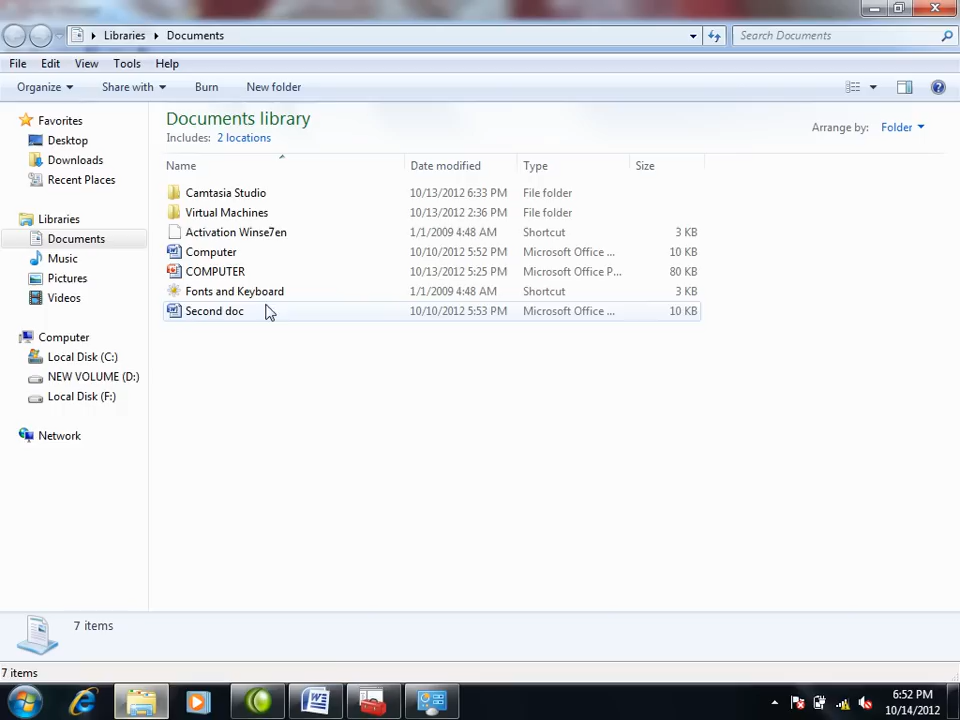 Libraries Documents Search Documents
File Edit View Tools Help
Organize Share with Burn New folder
Documents library
Includes: 2 locations
Arrange by: Folder
Name Date modified Type Size
Camtasia Studio 10/13/2012 6:33 PM File folder
Virtual Machines 10/13/2012 2:36 PM File folder
Activation Winse7en 1/1/2009 4:48 AM Shortcut 3 KB
Computer 10/10/2012 5:52 PM Microsoft Office ... 10 KB
COMPUTER 10/13/2012 5:25 PM Microsoft Office P... 80 KB
Fonts and Keyboard 1/1/2009 4:48 AM Shortcut 3 KB
Second doc 10/10/2012 5:53 PM Microsoft Office ... 10 KB
Favorites
Desktop
Downloads
Recent Places
Libraries
Documents
Music
Pictures
Videos
Computer
Local Disk (C:)
NEW VOLUME (D:)
Local Disk (F:)
Network
7 items
7 items
6:52 PM
10/14/2012